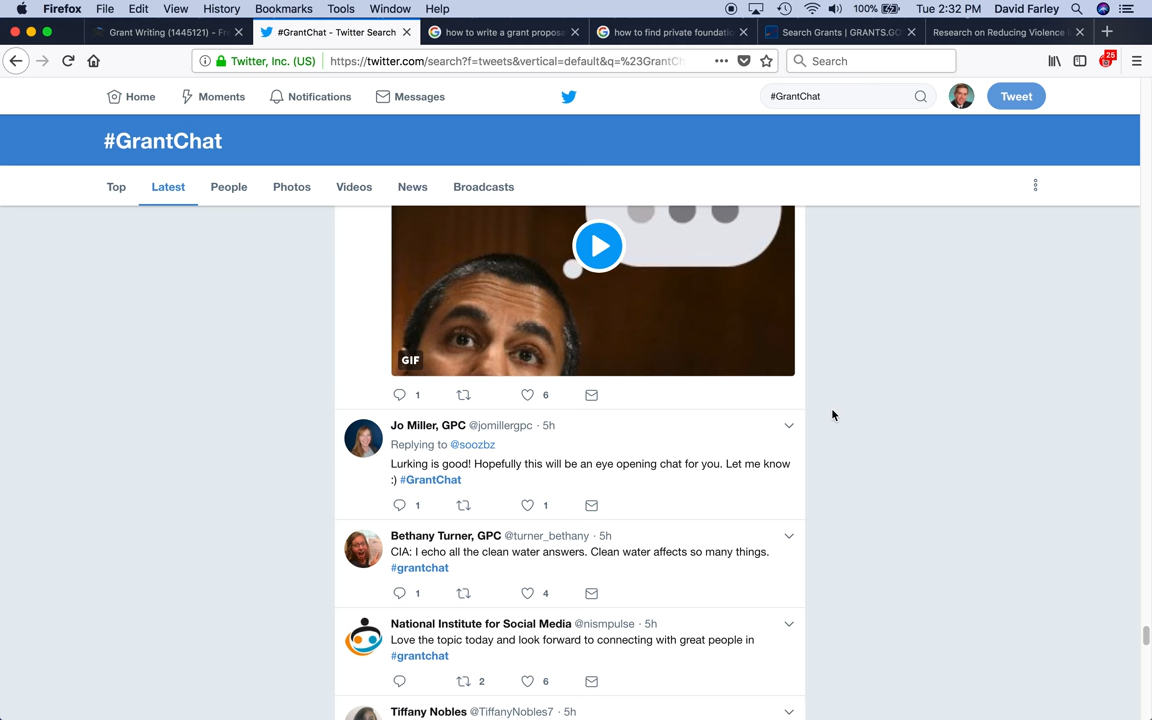 Firefox File Edit View History Bookmarks Tools Window Help 100% Tue 2:32 PM David Farley
Grant Writing (1445121) - Fr #GrantChat - Twitter Search how to write a grant propos how to find private foundati Search Grants | GRANTS.GO Research on Reducing Violence
Twitter, Inc. (US) https://twitter.com/search?f=tweets&vertical=default&q=%23GrantCh Search 25
Home Moments Notifications Messages #GrantChat Tweet
#GrantChat
Top Latest People Photos Videos News Broadcasts
GIF
1 6
Jo Miller, GPC @jomillergpc · 5h
Replying to @soozbz
Lurking is good! Hopefully this will be an eye opening chat for you. Let me know
:) #GrantChat
1 1
Bethany Turner, GPC @turner_bethany · 5h
CIA: I echo all the clean water answers. Clean water affects so many things.
#grantchat
1 4
National Institute for Social Media @nismpulse · 5h
Love the topic today and look forward to connecting with great people in
#grantchat
2 6
Tiffany Nobles @TiffanyNobles7 · 5h